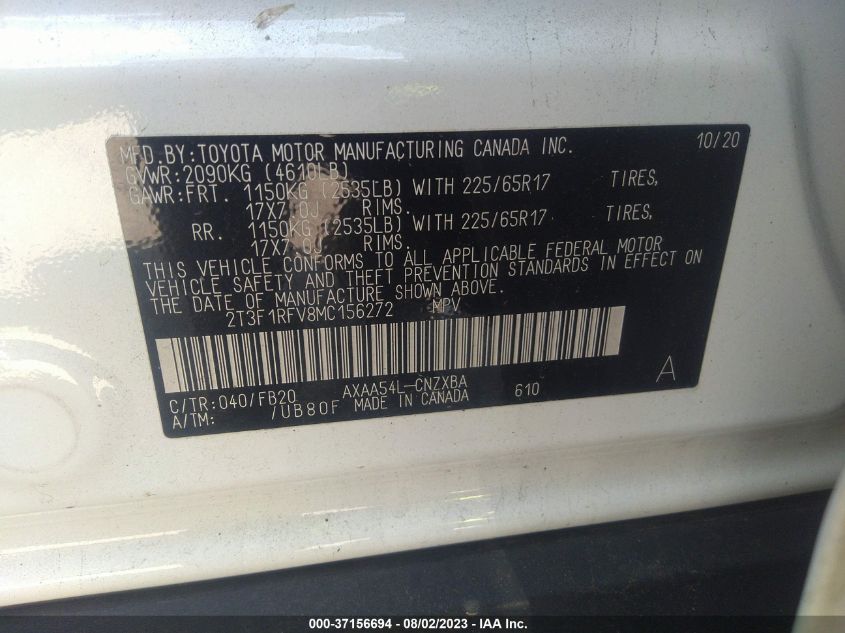 MFD.BY:TOYOTA MOTOR MANUFACTURING CANADA INC. 10/20
GVWR:2090KG (4610LB)
GAWR:FRT. 1150KG (2535LB) WITH 225/65R17 TIRES,
17X7.0J RIMS.
RR. 1150KG (2535LB) WITH 225/65R17 TIRES,
17X7 RIMS.
THIS VEHICLE CONFORMS TO ALL APPLICABLE FEDERAL MOTOR
VEHICLE SAFETY AND THEFT PREVENTION STANDARDS IN EFFECT ON
THE DATE OF MANUFACTURE SHOWN ABOVE.
2T3F1RFV8MC156272 MPV
C/TR:040/FB20 AXAA54L-CNZXBA 610 A
A/TM: /UB80F MADE IN CANADA
000-37156694 - 08/02/2023 - IAA Inc.